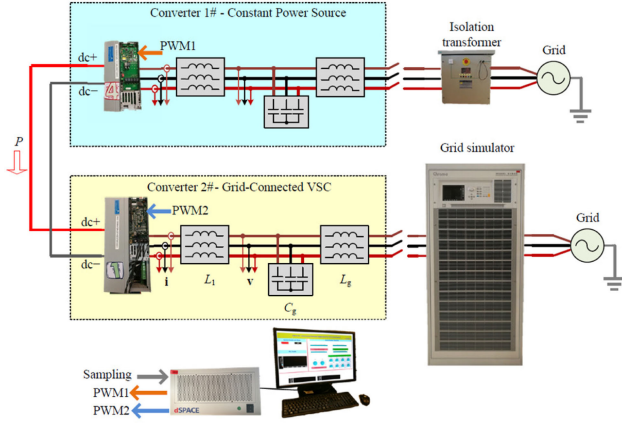 Converter 1# - Constant Power Source
Isolation
transformer
Grid
dc+
PWM1
dc−
P
Grid simulator
Converter 2# - Grid-Connected VSC
dc+
PWM2
Grid
dc−
i
L1
v
Cg
Lg
Sampling
PWM1
PWM2
dSPACE